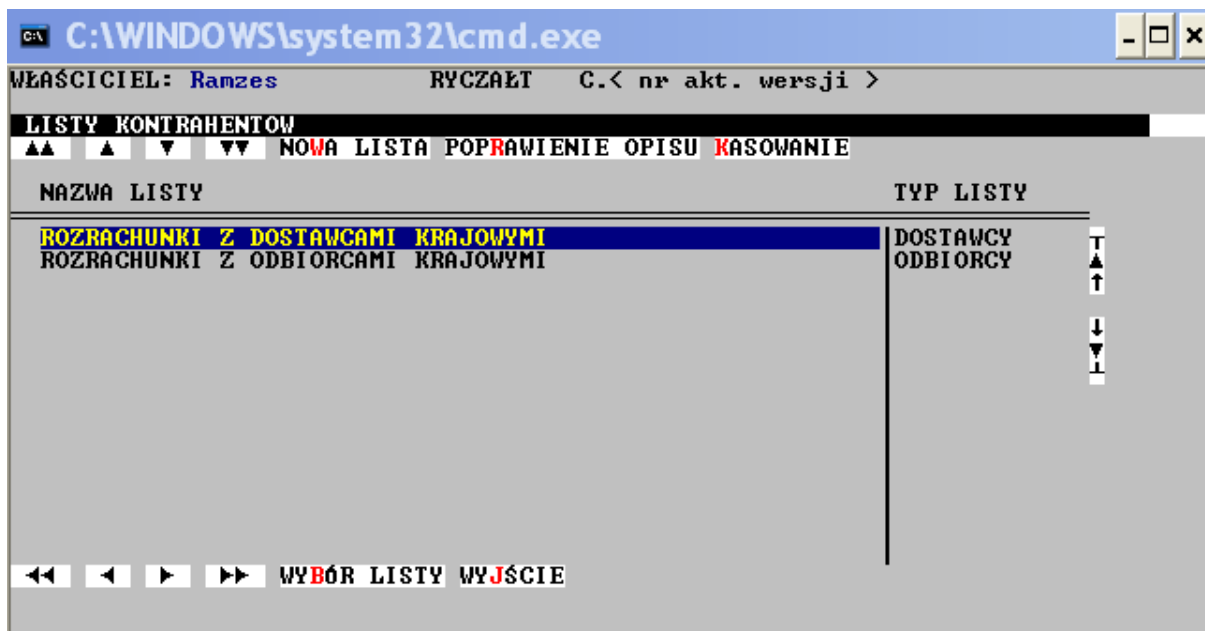 C:\WINDOWS\system32\cmd.exe
WŁAŚCICIEL: Ramzes RYCZAŁT C.< nr akt. wersji >
LISTY KONTRAHENTOW
NOWA LISTA POPRAWIENIE OPISU KASOWANIE
NAZWA LISTY TYP LISTY
ROZRACHUNKI Z DOSTAWCAMI KRAJOWYMI DOSTAWCY
ROZRACHUNKI Z ODBIORCAMI KRAJOWYMI ODBIORCY
WYBÓR LISTY WYJŚCIE